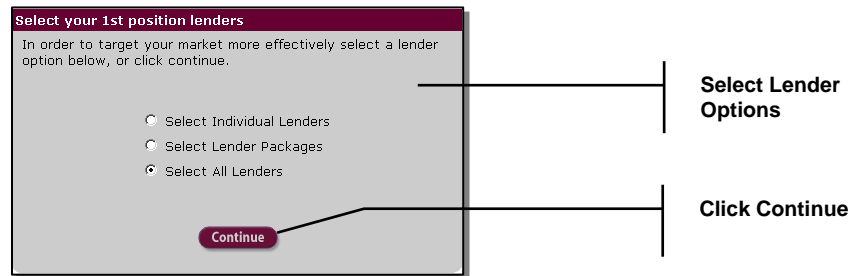 Select your 1st position lenders
In order to target your market more effectively select a lender
option below, or click continue.
Select Individual Lenders
Select Lender Packages
Select All Lenders
Continue
Select Lender
Options
Click Continue